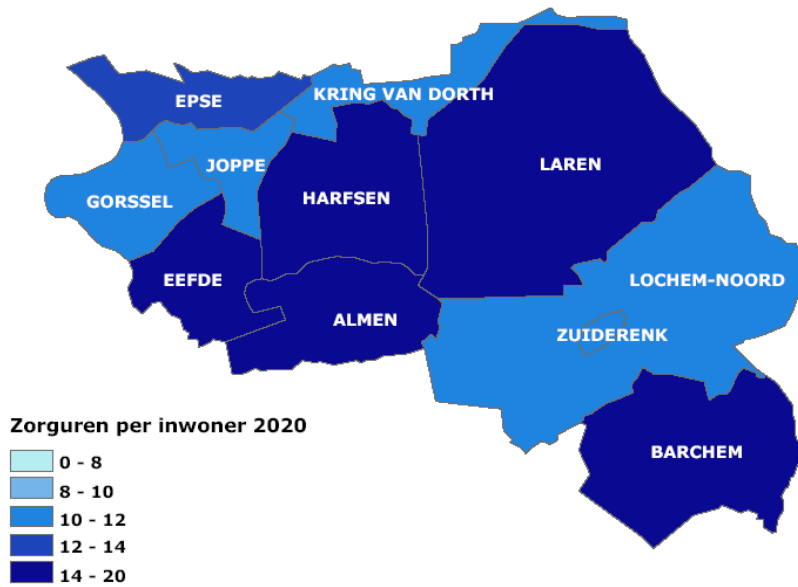 EPSE
KRING VAN DORTH
JOPPE
LAREN
GORSSEL
HARFSEN
EEFDE
LOCHEM-NOORD
ALMEN
ZUIDERENK
BARCHEM
Zorguren per inwoner 2020
0 - 8
8 - 10
10 - 12
12 - 14
14 - 20